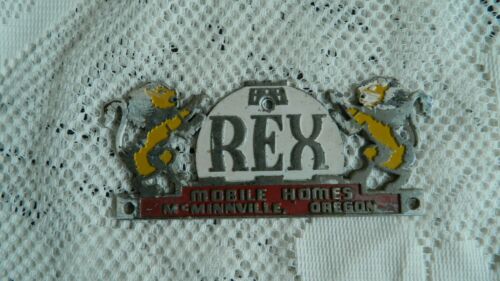 REX
MOBILE HOMES
McMINNVILLE, OREGON